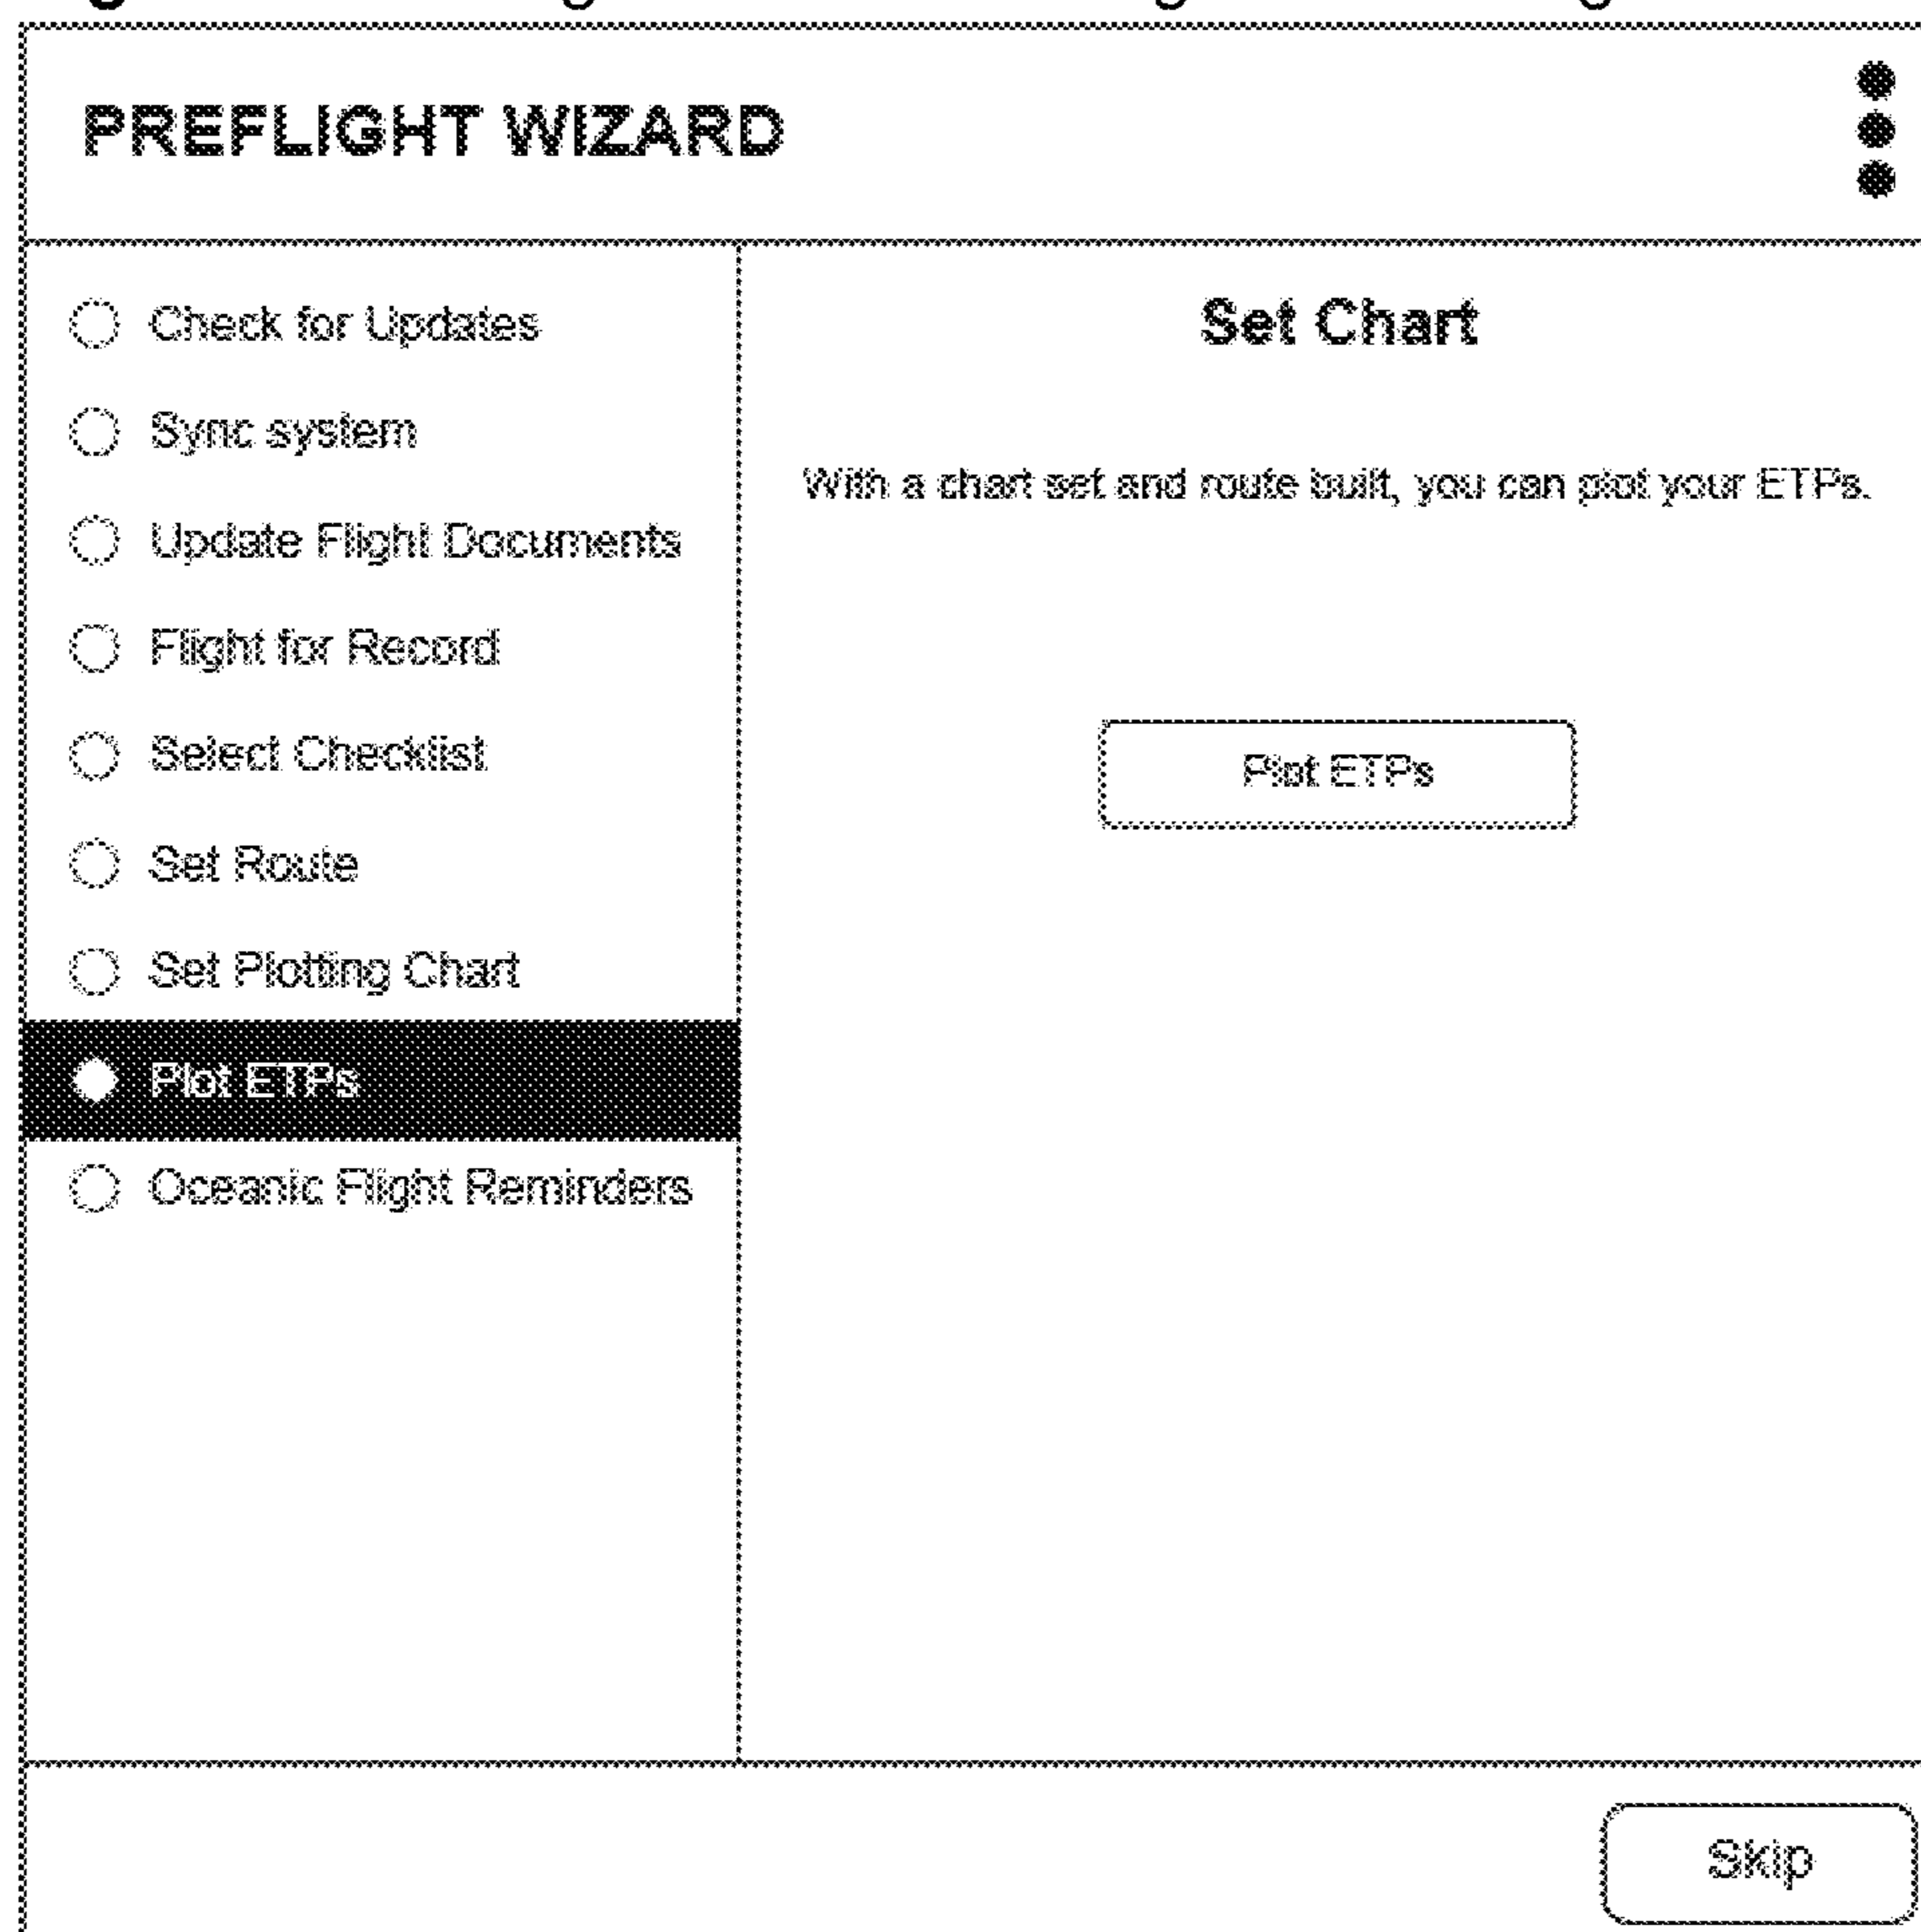 PREFLIGHT WIZARD
Check for Updates
Sync system
Update Flight Documents
Flight for Record
Select Checklist
Set Route
Set Plotting Chart
Plot ETPs
Oceanic Flight Reminders
Set Chart
With a chart set and route built, you can plot your ETPs.
Plot ETPs
Skip